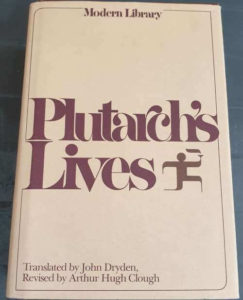 Modern Library
Plutarch's
Lives
Translated by John Dryden,
Revised by Arthur Hugh Clough